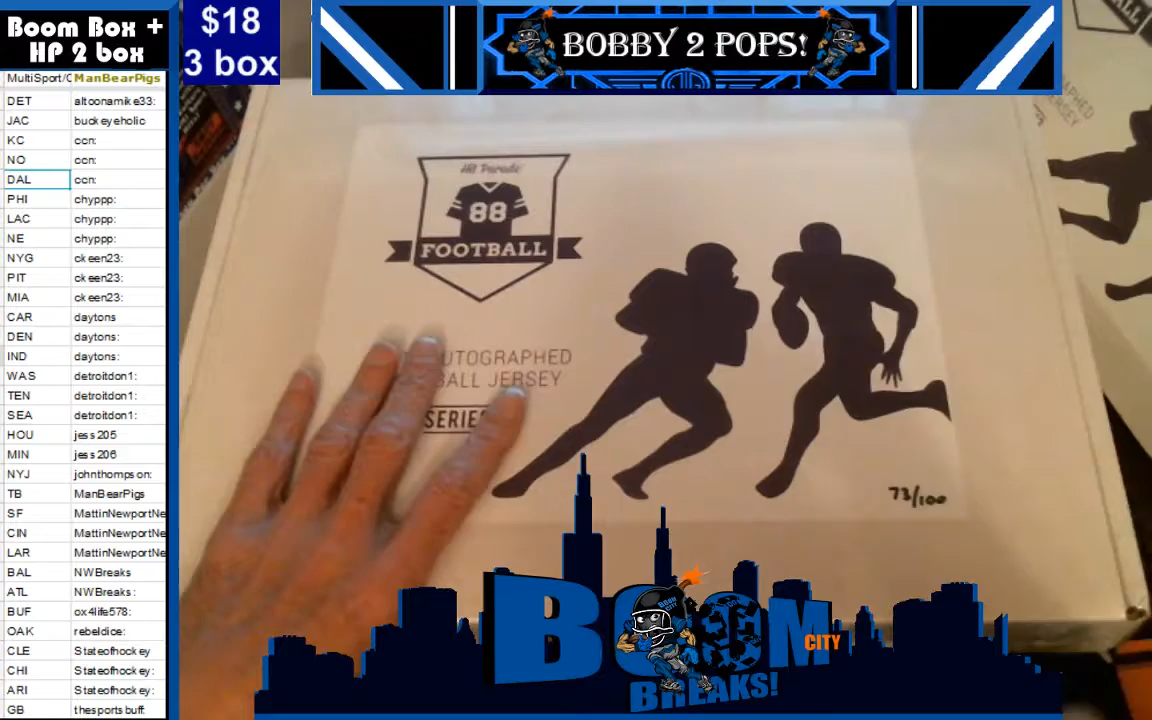 Boom Box +
HP 2 box
$18
3 box
BOBBY 2 POPS!
MultiSport/C ManBearPigs
DET altoonamike33:
JAC buckeyeholic
KC ccn:
NO ccn:
DAL ccn:
PHI chyppp:
LAC chyppp:
NE chyppp:
NYG ckeen23:
PIT ckeen23:
MIA ckeen23:
CAR daytons
DEN daytons:
IND daytons:
WAS detroitdon1:
TEN detroitdon1:
SEA detroitdon1:
HOU jess205
MIN jess206
NYJ johnthompson:
TB ManBearPigs
SF MattinNewportNe
CIN MattinNewportNe
LAR MattinNewportNe
BAL NWBreaks
ATL NWBreaks:
BUF ox4life578:
OAK rebeldice:
CLE Stateofhockey
CHI Stateofhockey:
ARI Stateofhockey:
GB thesportsbuff:
Hit Parade
88
FOOTBALL
UTOGRAPHED
BALL JERSEY
SERIES
73/100
BOOM
CITY
BREAKS!